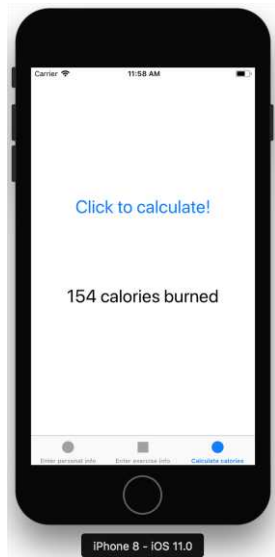 Carrier
11:58 AM
Click to calculate!
154 calories burned
Enter personal info
Enter exercise info
Calculate calories
iPhone 8 - iOS 11.0